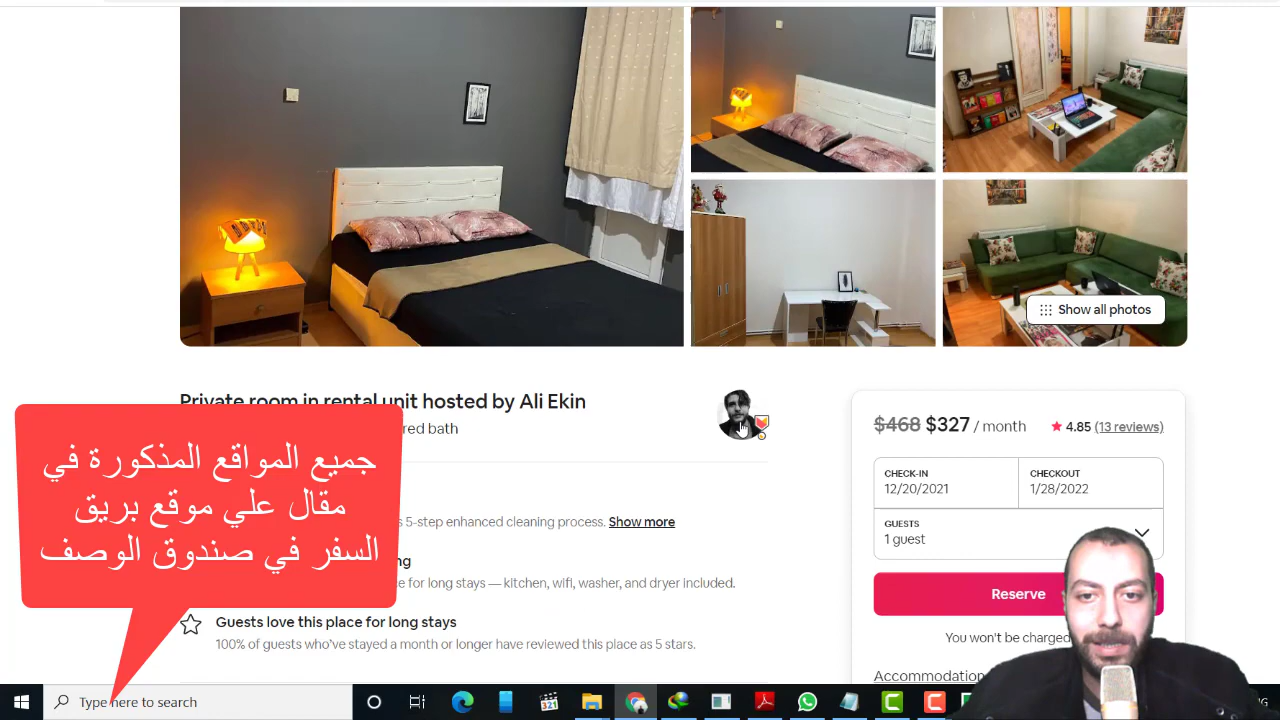 Show all photos
Private room in rental unit hosted by Ali Ekin
red bath
$468 $327 / month
4.85 (13 reviews)
CHECK-IN
12/20/2021
CHECKOUT
1/28/2022
GUESTS
1 guest
Reserve
You won't be charged
Accommodation
جميع المواقع المذكورة في
مقال علي موقع بريق
السفر في صندوق الوصف
s 5-step enhanced cleaning process. Show more
ng
ce for long stays — kitchen, wifi, washer, and dryer included.
Guests love this place for long stays
100% of guests who've stayed a month or longer have reviewed this place as 5 stars.
Type here to search
321